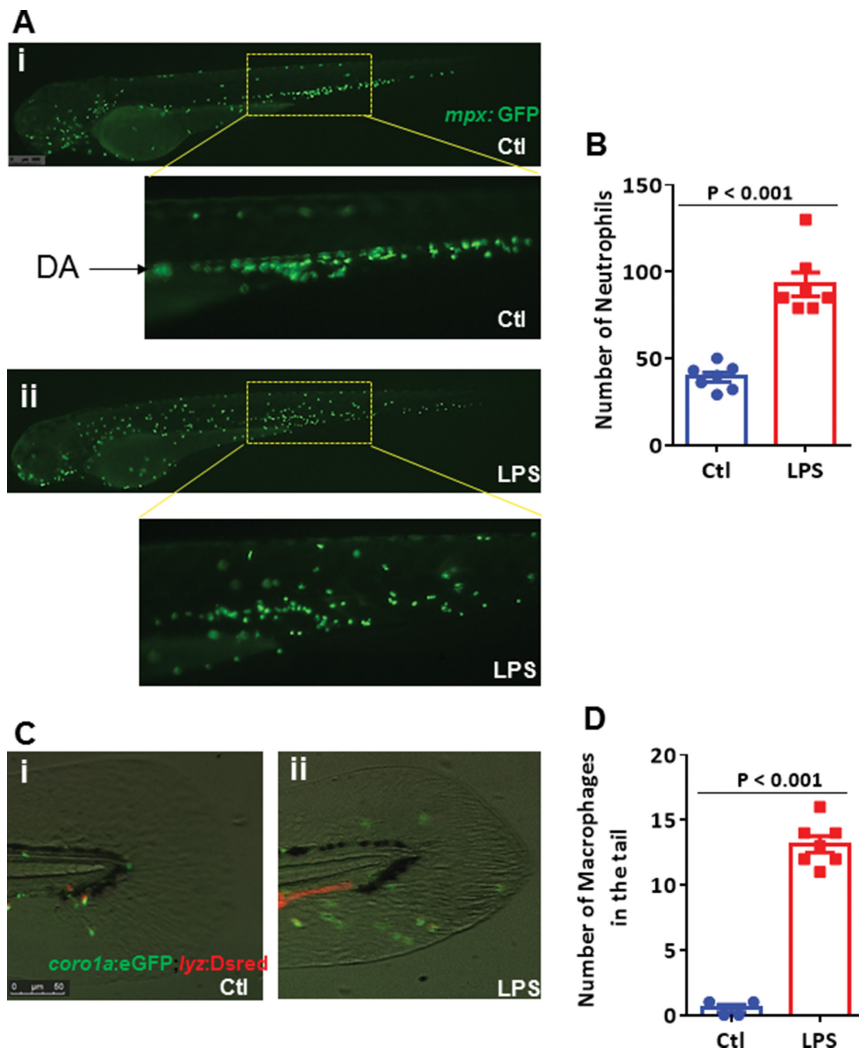 A
i
mpx: GFP
Ctl
DA
Ctl
ii
LPS
LPS
B
Number of Neutrophils
150
100
50
0
P < 0.001
Ctl
LPS
C
i
coro1a:eGFP;lyz:Dsred
Ctl
0 µm 50
ii
LPS
D
Number of Macrophages
in the tail
20
15
10
5
0
P < 0.001
Ctl
LPS